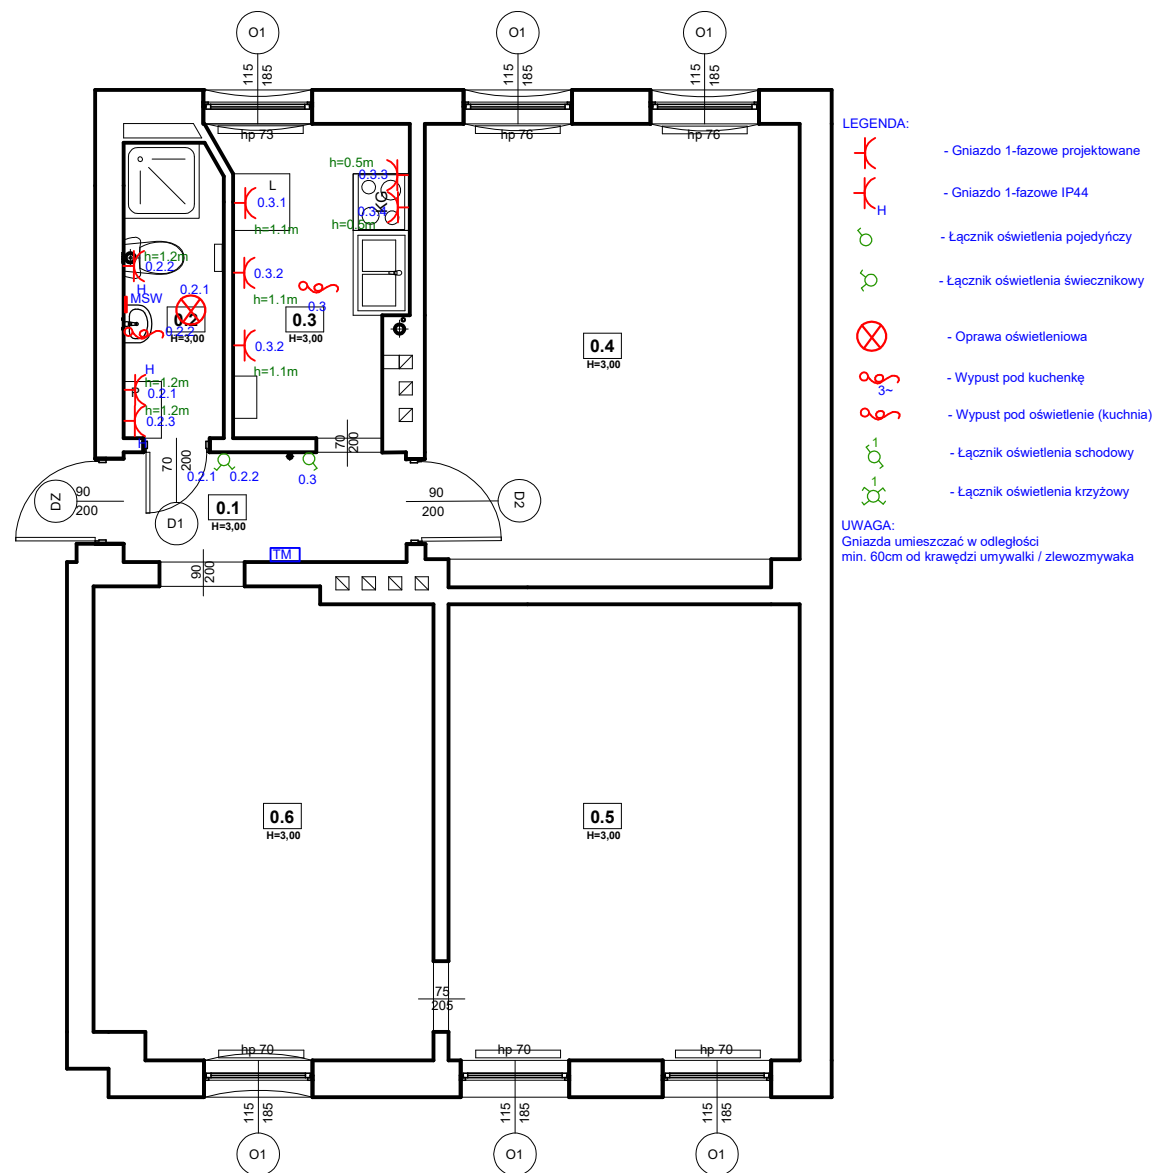 O1
O1
O1
115
185
115
185
115
185
hp 73
hp 76
hp 76
LEGENDA:
- Gniazdo 1-fazowe projektowane
- Gniazdo 1-fazowe IP44
H
- Łącznik oświetlenia pojedyńczy
- Łącznik oświetlenia świecznikowy
- Oprawa oświetleniowa
- Wypust pod kuchenkę
3~
- Wypust pod oświetlenie (kuchnia)
1
- Łącznik oświetlenia schodowy
1
- Łącznik oświetlenia krzyżowy
UWAGA:
Gniazda umieszczać w odległości
min. 60cm od krawędzi umywalki / zlewozmywaka
h=0.5m
0.3.3
L
0.3.1
KG
0.3.4
h=1.1m
h=0.5m
h=1.2m
0.2.2
H
0.3.2
MSW
0.2.1
h=1.1m
0.3
0.2
H=3,00
0.2.2
0.3
H=3,00
0.3.2
h=1.1m
0.4
H=3,00
H
h=1.2m
P
0.2.1
h=1.2m
0.2.3
H
70
200
70
200
0.2.1
0.2.2
0.3
DZ
90
200
D1
0.1
H=3,00
90
200
D2
TM
90
200
0.6
H=3,00
0.5
H=3,00
75
205
hp 70
hp 70
hp 70
115
185
115
185
115
185
O1
O1
O1